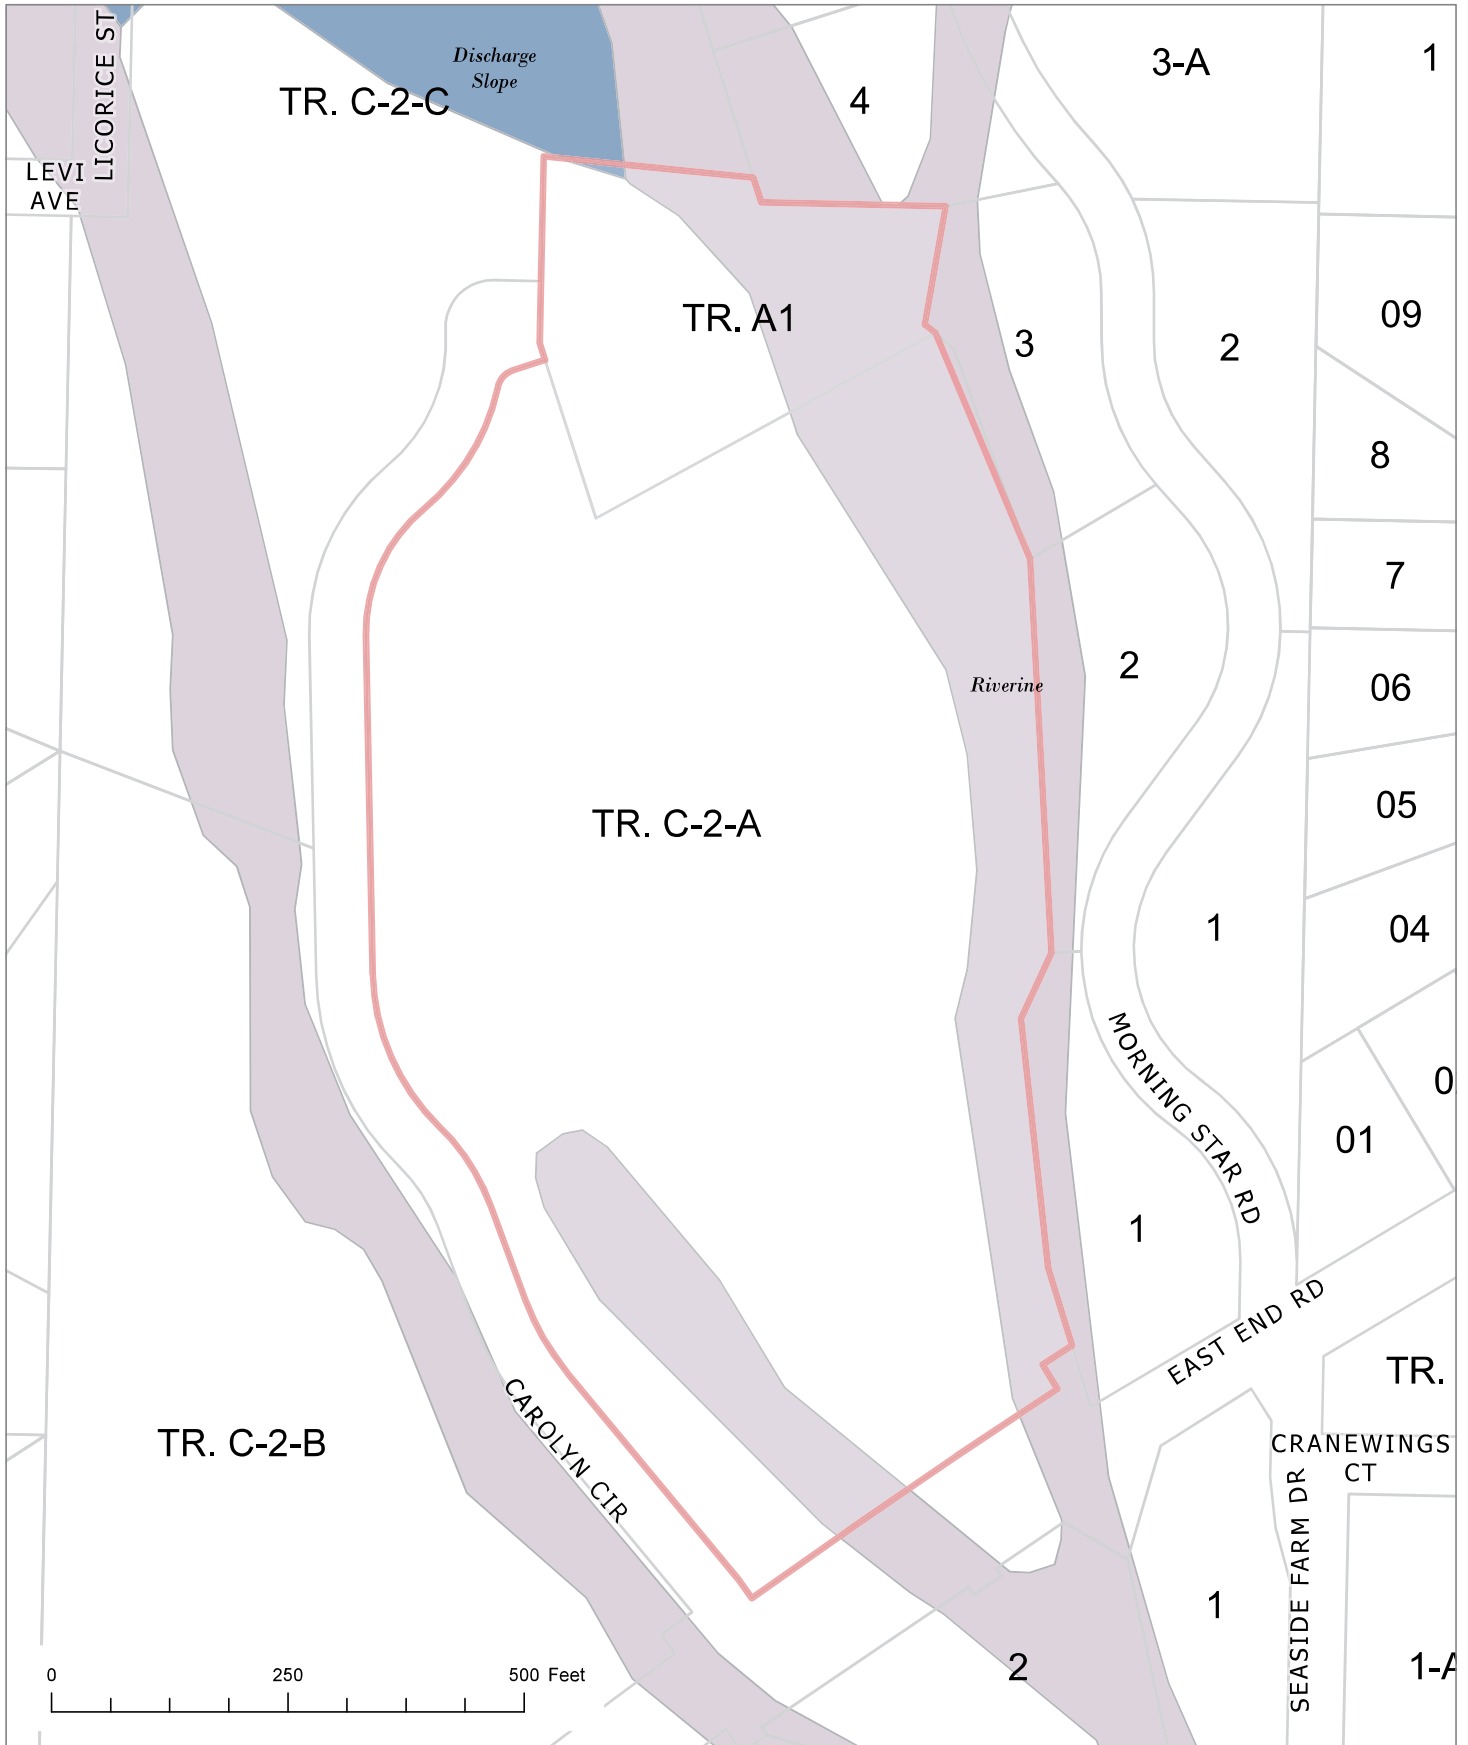 LICORICE ST
Discharge
Slope
TR. C-2-C
4
3-A
1
LEVI
AVE
TR. A1
3
2
09
8
7
2
06
Riverine
05
TR. C-2-A
1
04
MORNING STAR RD
0
01
1
EAST END RD
TR.
CAROLYN CIR
TR. C-2-B
CRANEWINGS
CT
SEASIDE FARM DR
1
2
1-A
0 250 500 Feet